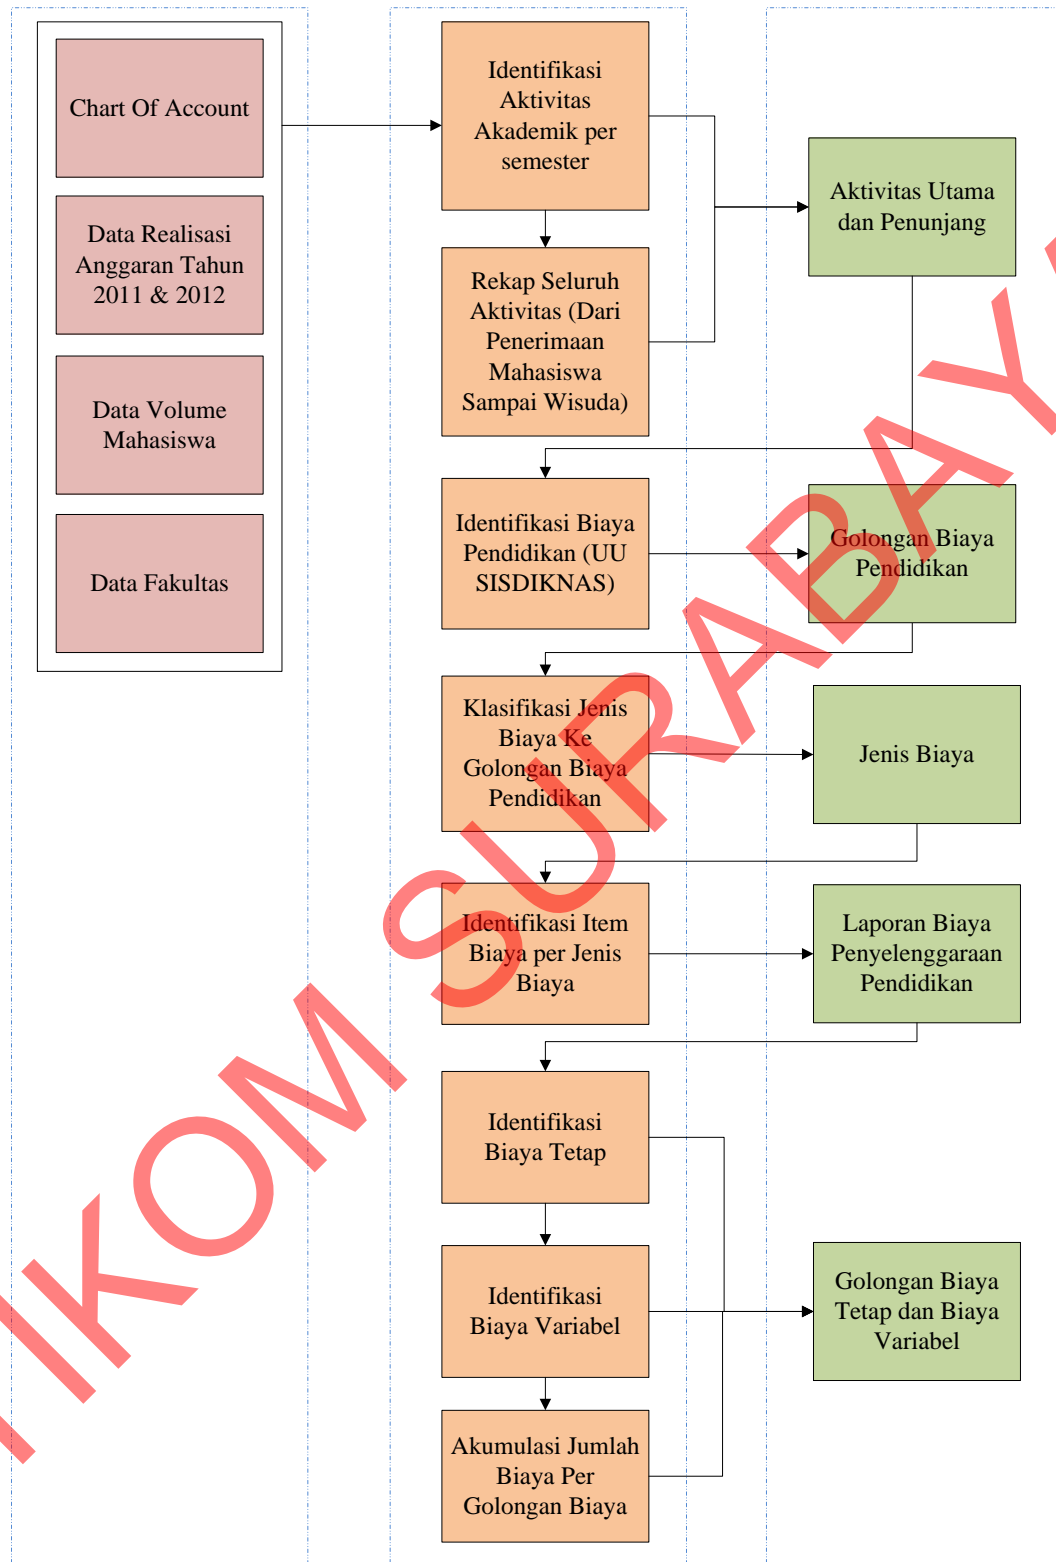 Chart Of Account
Data Realisasi
Anggaran Tahun
2011 & 2012
Data Volume
Mahasiswa
Data Fakultas
Identifikasi
Aktivitas
Akademik per
semester
Rekap Seluruh
Aktivitas (Dari
Penerimaan
Mahasiswa
Sampai Wisuda)
Identifikasi Biaya
Pendidikan (UU
SISDIKNAS)
Klasifikasi Jenis
Biaya Ke
Golongan Biaya
Pendidikan
Identifikasi Item
Biaya per Jenis
Biaya
Identifikasi
Biaya Tetap
Identifikasi
Biaya Variabel
Akumulasi Jumlah
Biaya Per
Golongan Biaya
Aktivitas Utama
dan Penunjang
Golongan Biaya
Pendidikan
Jenis Biaya
Laporan Biaya
Penyelenggaraan
Pendidikan
Golongan Biaya
Tetap dan Biaya
Variabel
IKOM SURABAYA